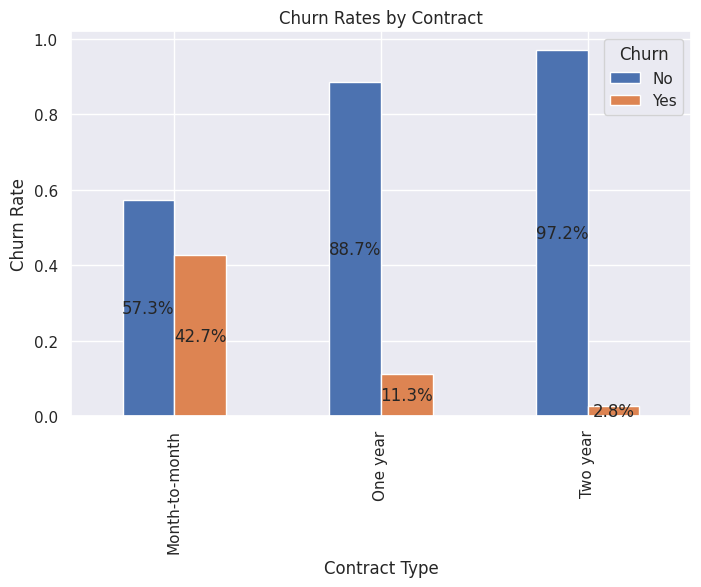 Churn Rates by Contract
Churn
No
Yes
Churn Rate
1.0
0.8
0.6
0.4
0.2
0.0
57.3%
42.7%
88.7%
11.3%
97.2%
2.8%
Month-to-month
One year
Two year
Contract Type